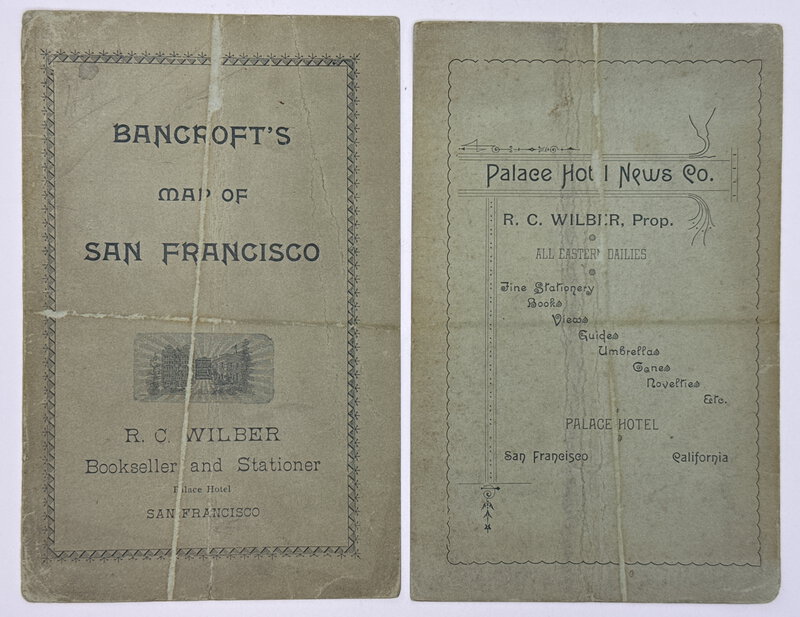 BANCROFT'S
MAP OF
SAN FRANCISCO
R. C. WILBER
Bookseller and Stationer
Palace Hotel
SAN FRANCISCO
Palace Hot l News Co.
R. C. WILBER, Prop.
ALL EASTERN DAILIES
Fine Stationery
Books
Views
Guides
Umbrellas
Canes
Novelties
Etc.
PALACE HOTEL
San Francisco California